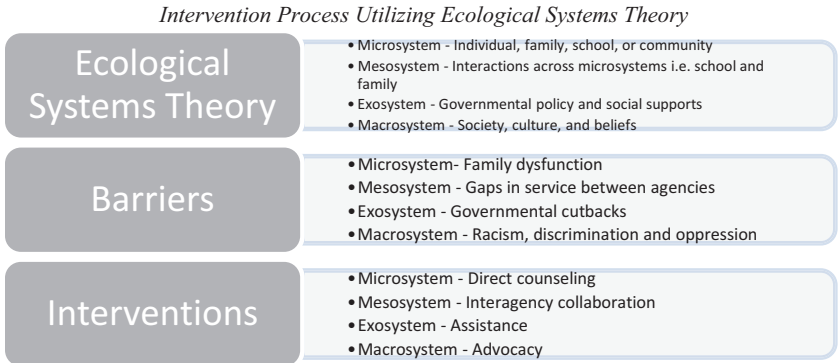 Intervention Process Utilizing Ecological Systems Theory
Ecological
Systems Theory
• Microsystem - Individual, family, school, or community
• Mesosystem - Interactions across microsystems i.e. school and
family
• Exosystem - Governmental policy and social supports
• Macrosystem - Society, culture, and beliefs
Barriers
• Microsystem- Family dysfunction
• Mesosystem - Gaps in service between agencies
• Exosystem - Governmental cutbacks
• Macrosystem - Racism, discrimination and oppression
Interventions
• Microsystem - Direct counseling
• Mesosystem - Interagency collaboration
• Exosystem - Assistance
• Macrosystem - Advocacy